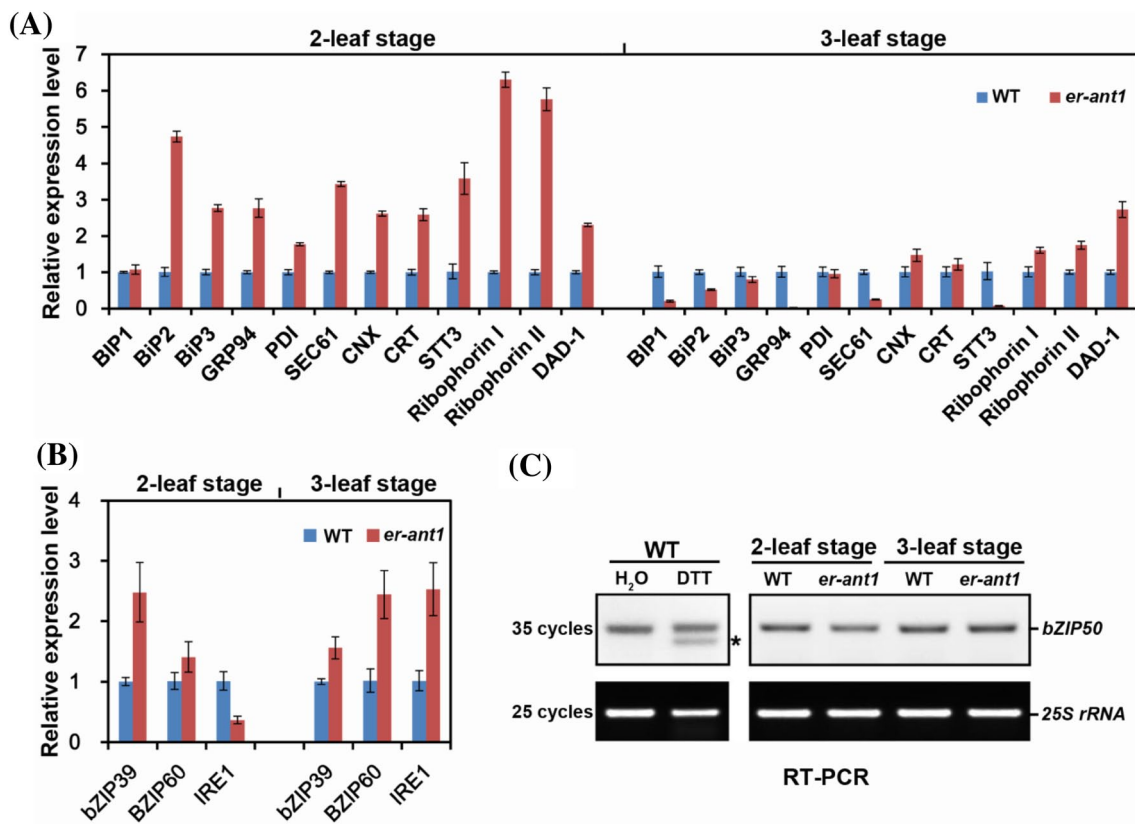 (A)
2-leaf stage 3-leaf stage
Relative expression level
7
6
5
4
3
2
1
0
WT er-ant1
BIP1 BiP2 BiP3 GRP94 PDI SEC61 CNX CRT STT3 Ribophorin I Ribophorin II DAD-1 BIP1 BiP2 BiP3 GRP94 PDI SEC61 CNX CRT STT3 Ribophorin I Ribophorin II DAD-1
(B)
2-leaf stage 3-leaf stage
Relative expression level
4
3
2
1
0
WT er-ant1
bZIP39 BZIP60 IRE1 bZIP39 BZIP60 IRE1
(C)
WT 2-leaf stage 3-leaf stage
H2O DTT WT er-ant1 WT er-ant1
35 cycles * bZIP50
25 cycles 25S rRNA
RT-PCR